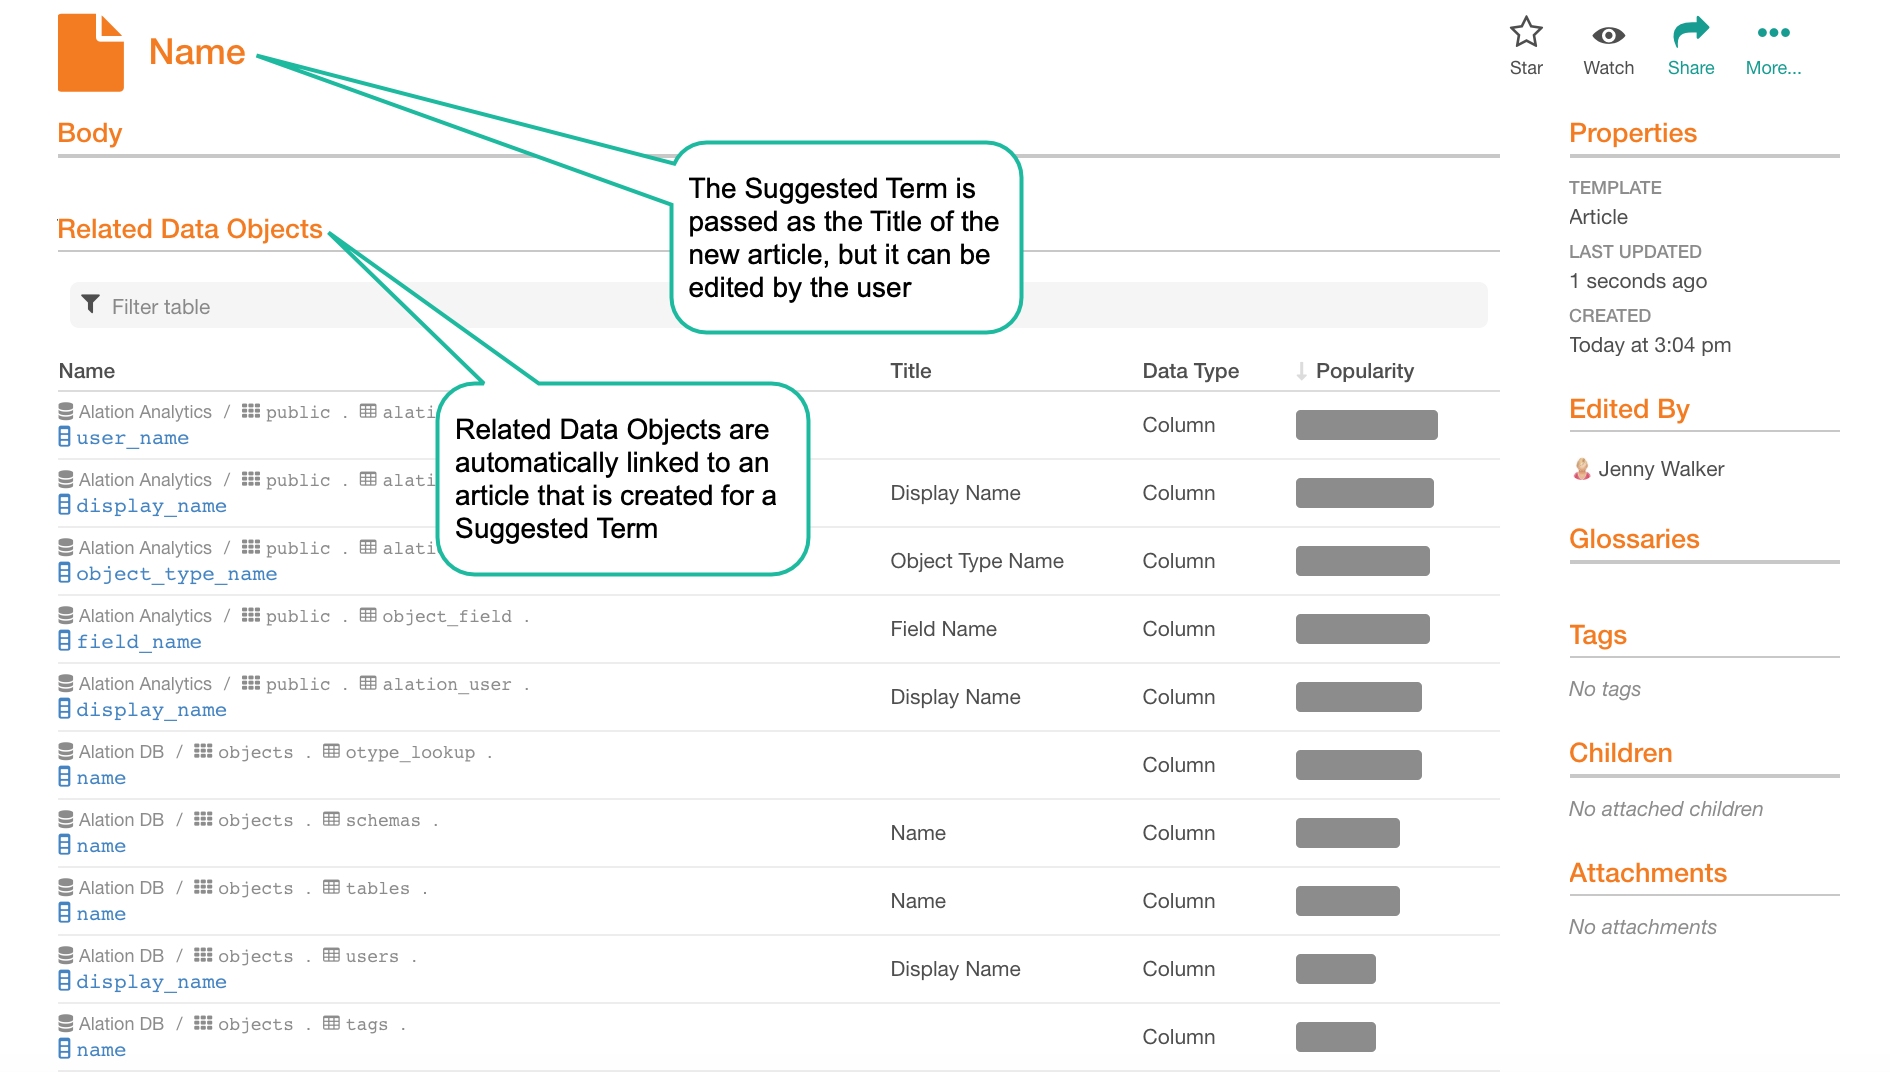 Name
Star
Watch
Share
More...
Body
The Suggested Term is
passed as the Title of the
new article, but it can be
edited by the user
Related Data Objects
Filter table
Name Title Data Type Popularity
Alation Analytics / public .
user_name Column
Alation Analytics / public .
display_name Display Name Column
Alation Analytics / public .
object_type_name Object Type Name Column
Related Data Objects are
automatically linked to an
article that is created for a
Suggested Term
Alation Analytics / public . object_field .
field_name Field Name Column
Alation Analytics / public . alation_user .
display_name Display Name Column
Alation DB / objects . otype_lookup .
name Column
Alation DB / objects . schemas .
name Name Column
Alation DB / objects . tables .
name Name Column
Alation DB / objects . users .
display_name Display Name Column
Alation DB / objects . tags .
name Column
Properties
TEMPLATE
Article
LAST UPDATED
1 seconds ago
CREATED
Today at 3:04 pm
Edited By
Jenny Walker
Glossaries
Tags
No tags
Children
No attached children
Attachments
No attachments